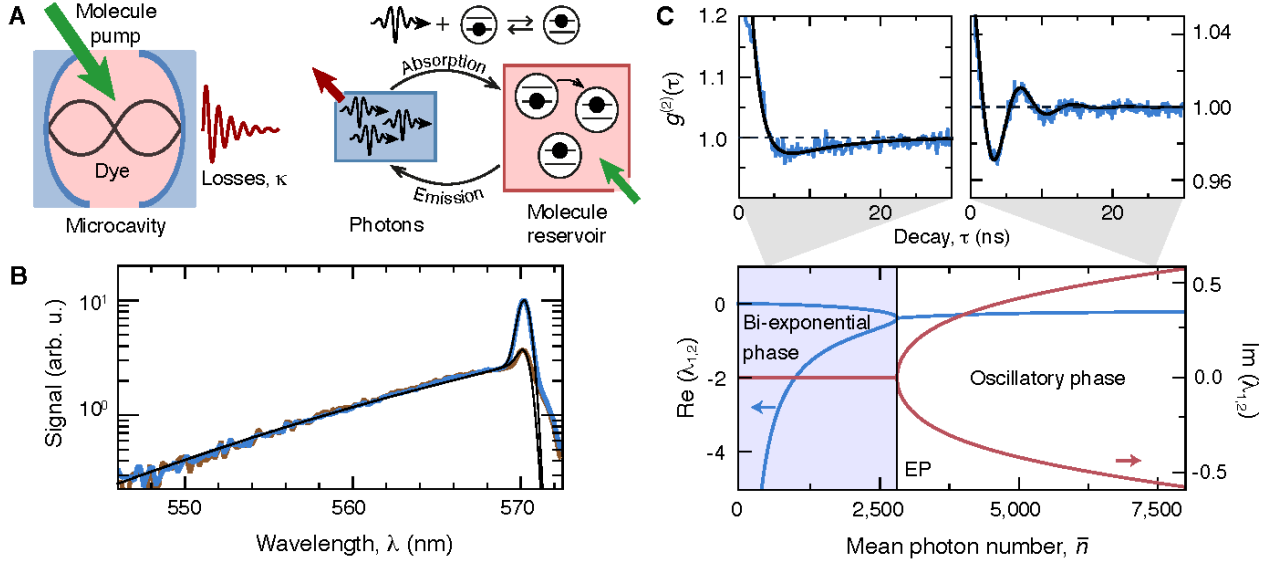 A
Molecule
pump
Dye
Losses, κ
Microcavity
+ ⇌
Absorption
Emission
Photons
Molecule
reservoir
B
Signal (arb. u.)
10¹
10⁰
550
560
570
Wavelength, λ (nm)
C
g⁽²⁾(τ)
1.2
1.1
1.0
0
20
0
20
1.04
1.00
0.96
Decay, τ (ns)
Re (λ₁,₂)
0
-2
-4
Bi-exponential
phase
Oscillatory phase
EP
0.5
0.0
-0.5
Im (λ₁,₂)
0
2,500
5,000
7,500
Mean photon number, n̄